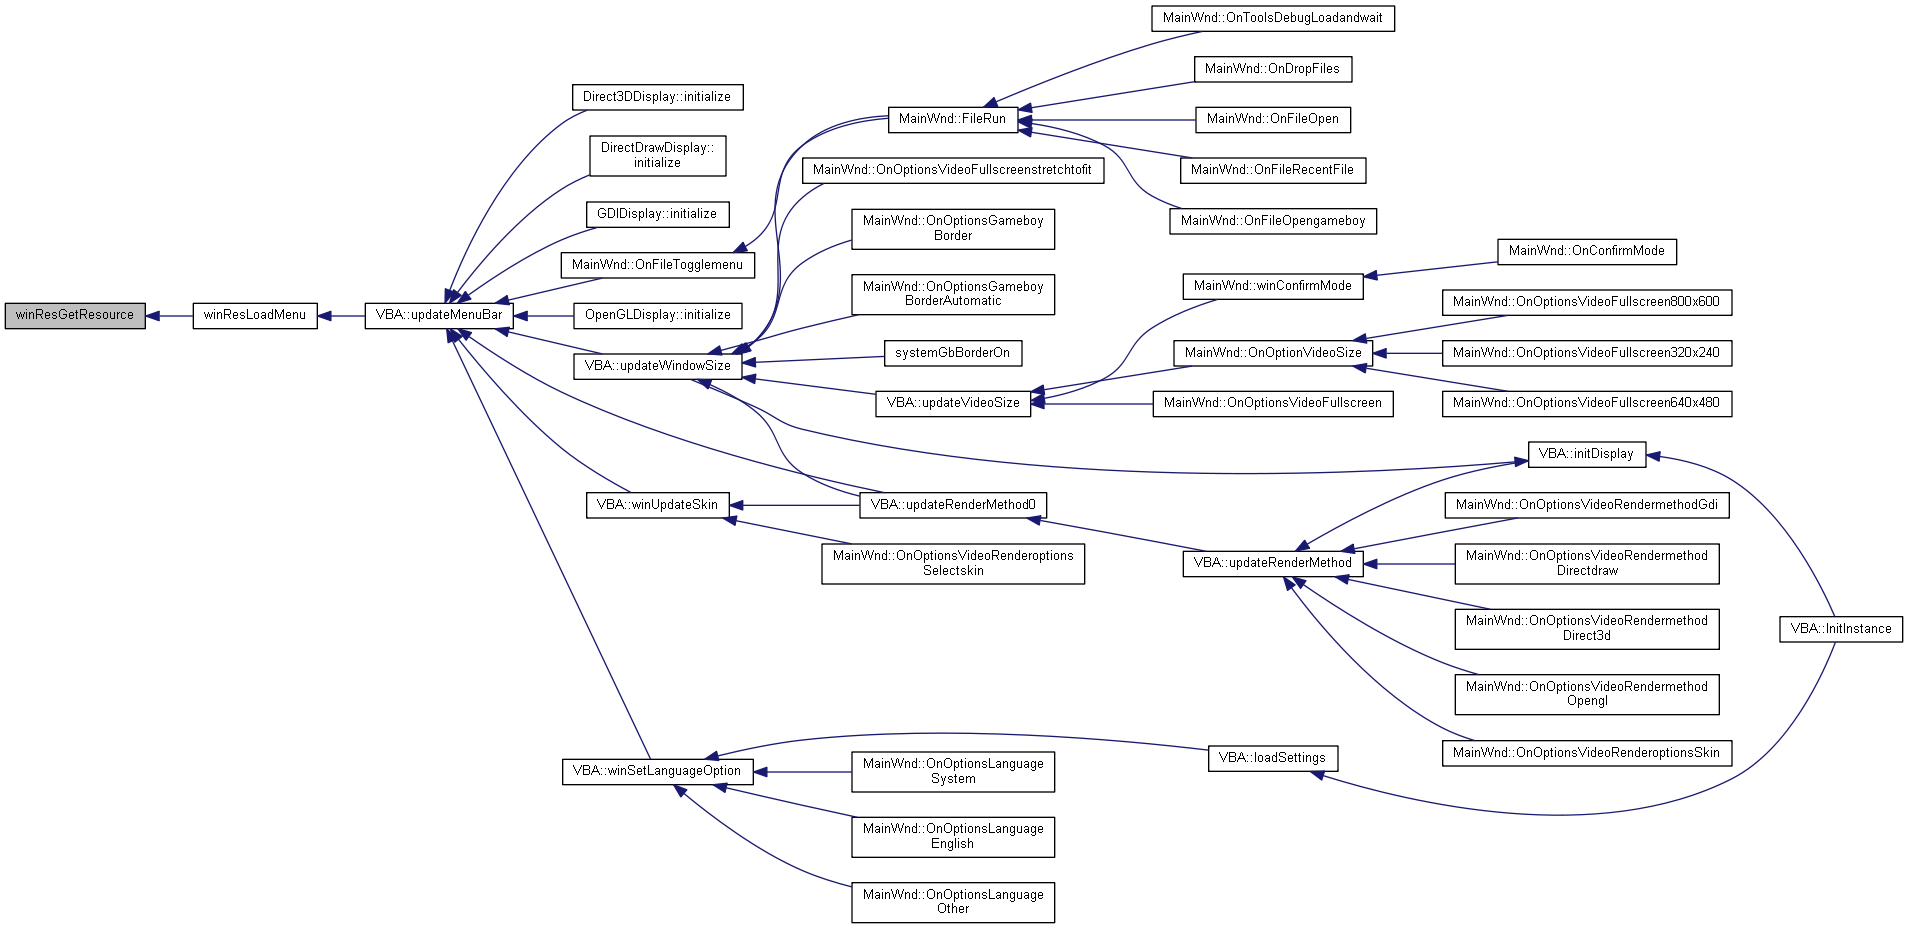 MainWnd::OnToolsDebugLoadandwait
MainWnd::OnDropFiles
Direct3DDisplay::initialize
MainWnd::FileRun
MainWnd::OnFileOpen
DirectDrawDisplay::
initialize
MainWnd::OnOptionsVideoFullscreenstretchtofit
MainWnd::OnFileRecentFile
GDIDisplay::initialize
MainWnd::OnOptionsGameboy
Border
MainWnd::OnFileOpengameboy
MainWnd::OnFileTogglemenu
MainWnd::OnConfirmMode
MainWnd::OnOptionsGameboy
BorderAutomatic
MainWnd::winConfirmMode
MainWnd::OnOptionsVideoFullscreen800x600
winResGetResource
winResLoadMenu
VBA::updateMenuBar
OpenGLDisplay::initialize
systemGbBorderOn
MainWnd::OnOptionVideoSize
MainWnd::OnOptionsVideoFullscreen320x240
VBA::updateWindowSize
VBA::updateVideoSize
MainWnd::OnOptionsVideoFullscreen
MainWnd::OnOptionsVideoFullscreen640x480
VBA::initDisplay
VBA::winUpdateSkin
VBA::updateRenderMethod0
MainWnd::OnOptionsVideoRendermethodGdi
MainWnd::OnOptionsVideoRenderoptions
Selectskin
VBA::updateRenderMethod
MainWnd::OnOptionsVideoRendermethod
Directdraw
MainWnd::OnOptionsVideoRendermethod
Direct3d
VBA::InitInstance
MainWnd::OnOptionsVideoRendermethod
Opengl
MainWnd::OnOptionsVideoRenderoptionsSkin
VBA::loadSettings
VBA::winSetLanguageOption
MainWnd::OnOptionsLanguage
System
MainWnd::OnOptionsLanguage
English
MainWnd::OnOptionsLanguage
Other